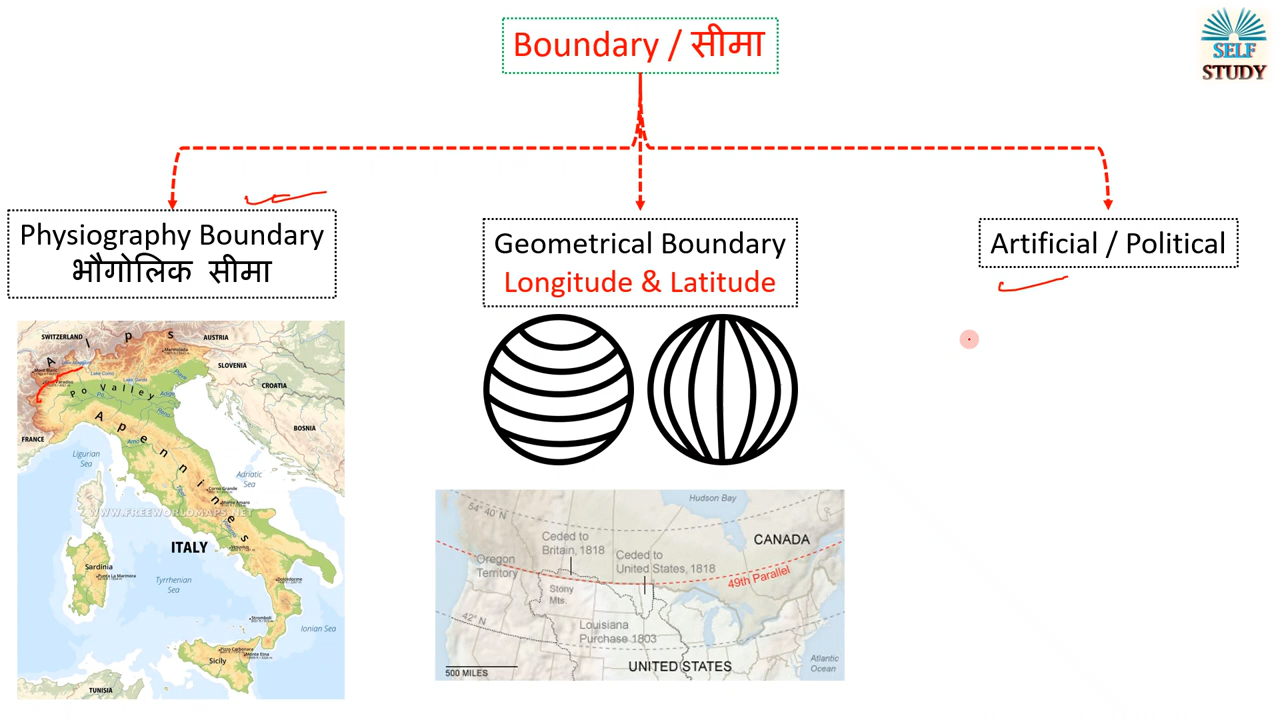 Boundary / सीमा
SELF
STUDY
Physiography Boundary
भौगोलिक सीमा
Geometrical Boundary
Longitude & Latitude
Artificial / Political
SWITZERLAND
Alps
AUSTRIA
SLOVENIA
CROATIA
Po Valley
BOSNIA
FRANCE
Apennines
Ligurian
Sea
Adriatic
Sea
WWW.FREEWORLDMAPS.NET
ITALY
Sardinia
Punta La Marmora
Tyrrhenian
Sea
Ionian Sea
Sicily
TUNISIA
Hudson Bay
54° 40' N
CANADA
Ceded to
Britain, 1818
Ceded to
United States, 1818
Oregon
Territory
49th Parallel
Stony
Mts.
42° N
Louisiana
Purchase 1803
UNITED STATES
Atlantic
Ocean
500 MILES